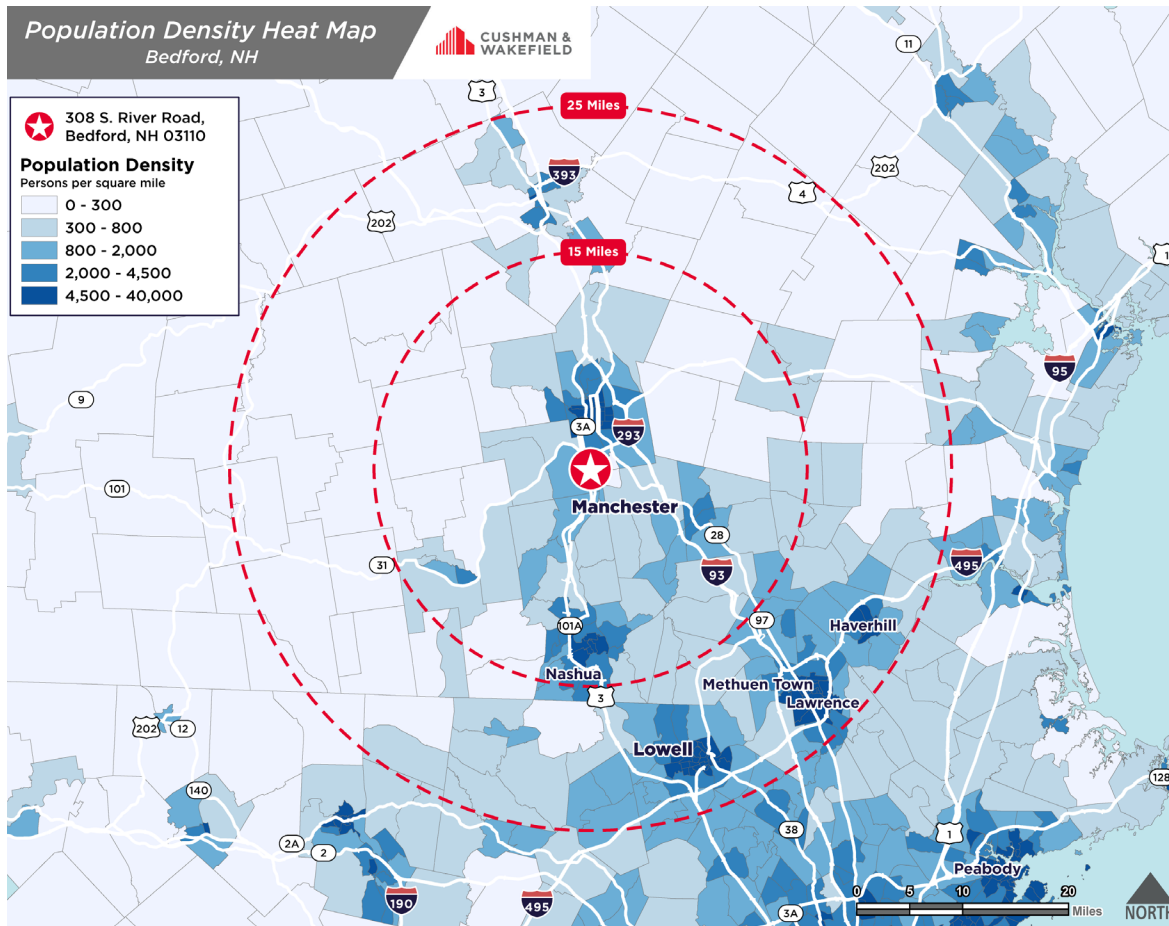 Population Density Heat Map
Bedford, NH
CUSHMAN &
WAKEFIELD
308 S. River Road,
Bedford, NH 03110
Population Density
Persons per square mile
0 - 300
300 - 800
800 - 2,000
2,000 - 4,500
4,500 - 40,000
11
3
25 Miles
393
202
4
202
15 Miles
1
95
9
3A
293
101
Manchester
28
31
93
495
101A
97
Haverhill
Nashua
Methuen Town
3
Lawrence
202
12
Lowell
128
140
38
1
2A
2
Peabody
190
495
3A
0
5
10
20
Miles
NORTH